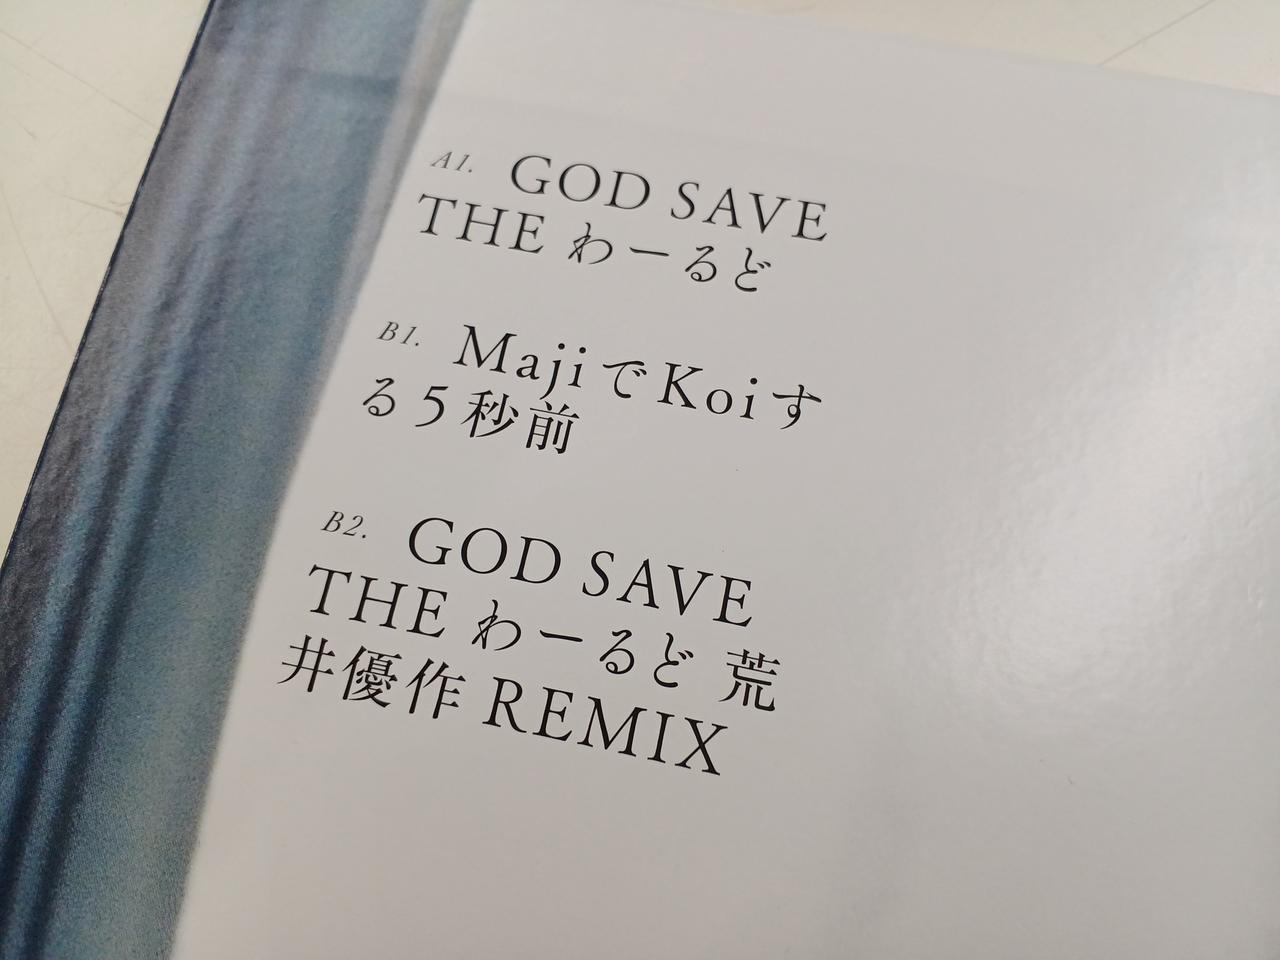 A1. GOD SAVE
THE わーるど
B1. MajiでKoiす
る5秒前
B2. GOD SAVE
THE わーるど 荒
井優作 REMIX